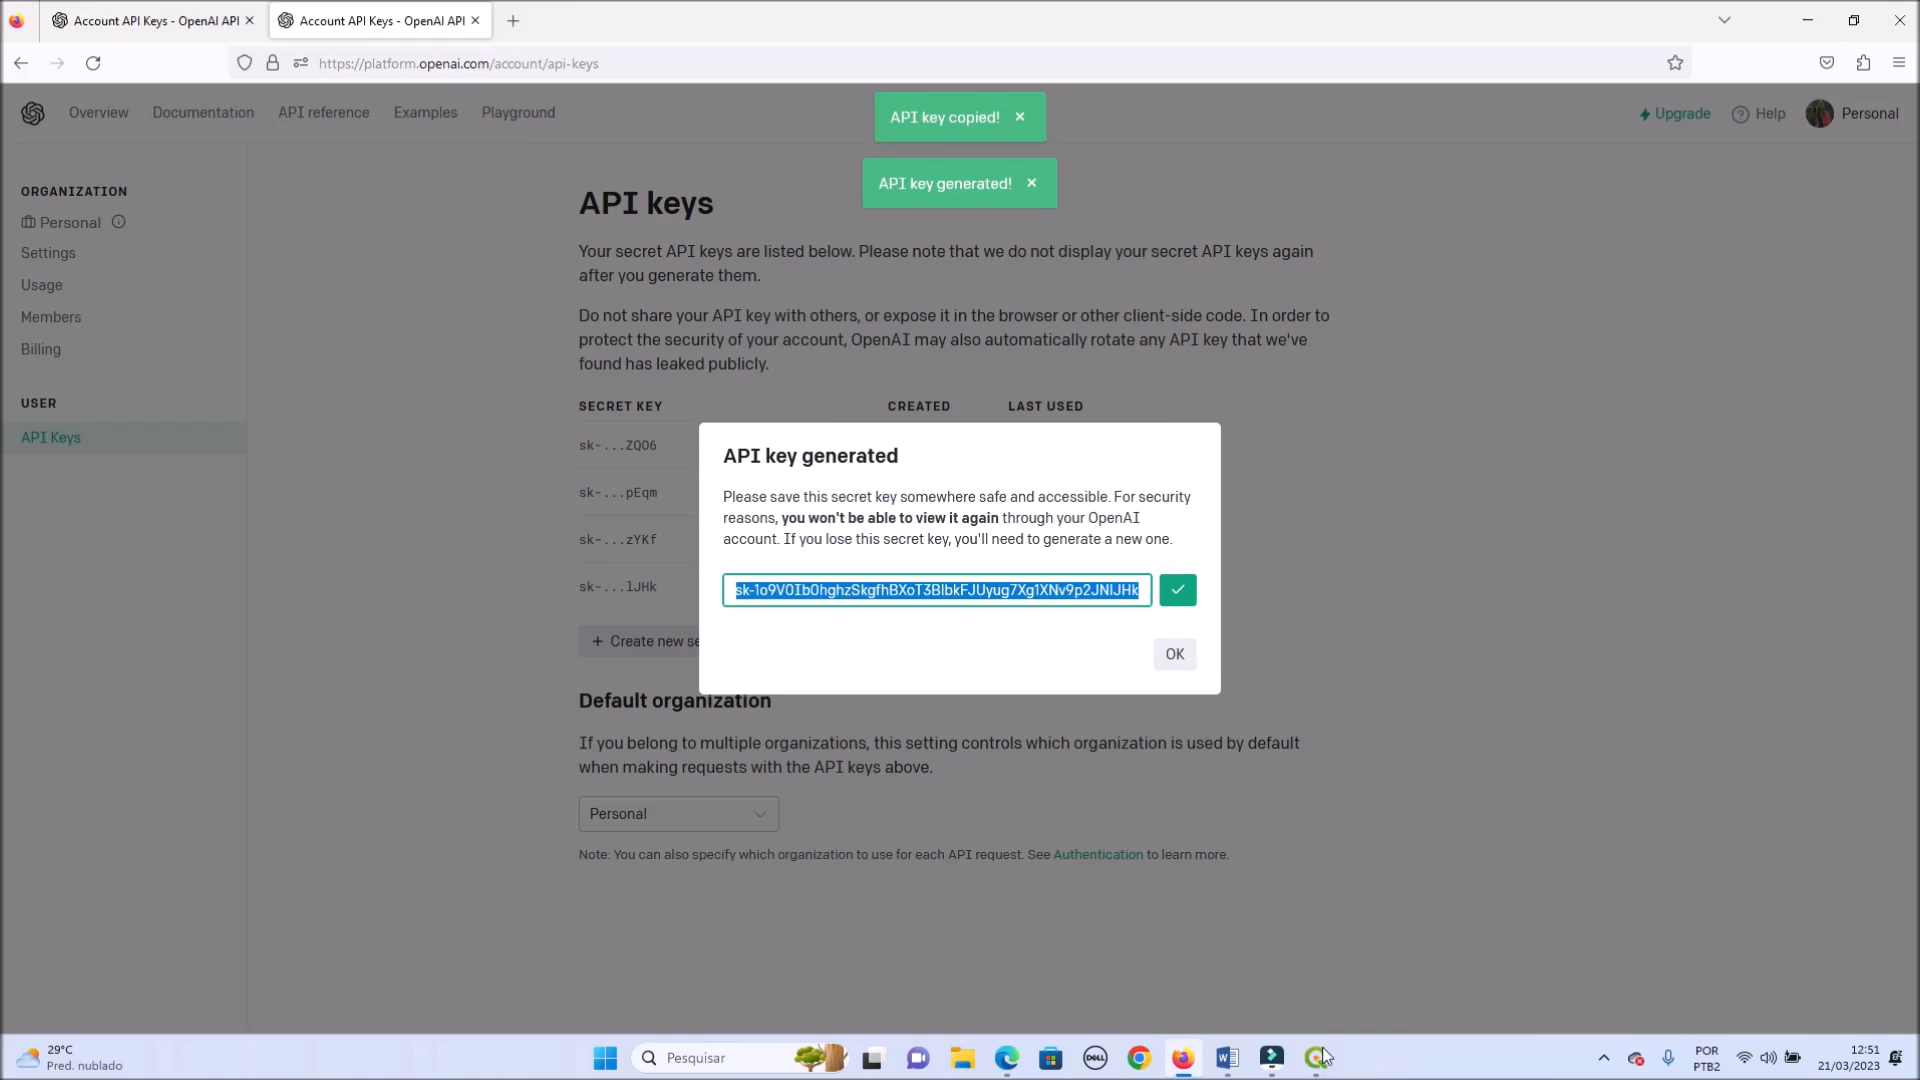 Account API Keys - OpenAI API
Account API Keys - OpenAI API
https://platform.openai.com/account/api-keys
Overview
Documentation
API reference
Examples
Playground
API key copied!
Upgrade
Help
Personal
API key generated!
ORGANIZATION
Personal
Settings
Usage
Members
Billing
USER
API Keys
API keys
Your secret API keys are listed below. Please note that we do not display your secret API keys again
after you generate them.
Do not share your API key with others, or expose it in the browser or other client-side code. In order to
protect the security of your account, OpenAI may also automatically rotate any API key that we've
found has leaked publicly.
SECRET KEY CREATED LAST USED
sk-...ZQO6
sk-...pEqm
sk-...zYKf
sk-...lJHk
+ Create new se
API key generated
Please save this secret key somewhere safe and accessible. For security
reasons, you won't be able to view it again through your OpenAI
account. If you lose this secret key, you'll need to generate a new one.
OK
Default organization
If you belong to multiple organizations, this setting controls which organization is used by default
when making requests with the API keys above.
Personal
Note: You can also specify which organization to use for each API request. See Authentication to learn more.
29°C
Pred. nublado
Pesquisar
DELL
POR
PTB2
12:51
21/03/2023